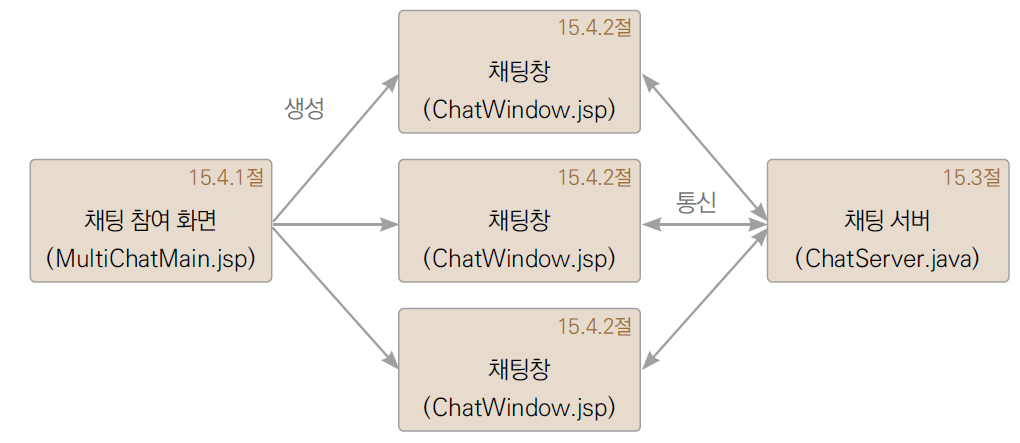 15.4.2절
채팅창
(ChatWindow.jsp)
생성
15.4.1절
채팅 참여 화면
(MultiChatMain.jsp)
15.4.2절
채팅창
(ChatWindow.jsp)
통신
15.3절
채팅 서버
(ChatServer.java)
15.4.2절
채팅창
(ChatWindow.jsp)